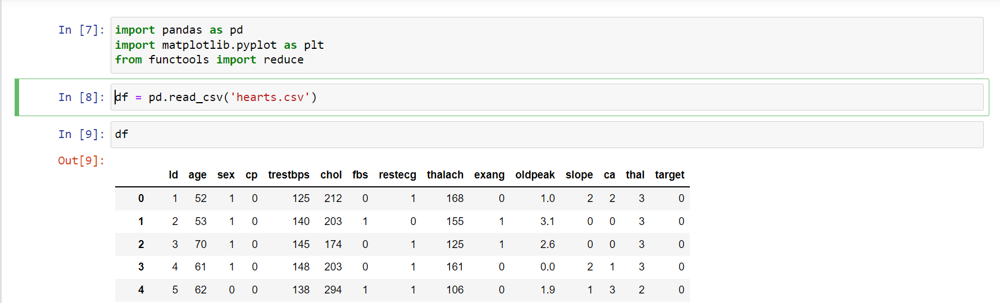 In [7]: import pandas as pd
import matplotlib.pyplot as plt
from functools import reduce
In [8]: df = pd.read_csv('hearts.csv')
In [9]: df
Out[9]:
Id age sex cp trestbps chol fbs restecg thalach exang oldpeak slope ca thal target
0 1 52 1 0 125 212 0 1 168 0 1.0 2 2 3 0
1 2 53 1 0 140 203 1 0 155 1 3.1 0 0 3 0
2 3 70 1 0 145 174 0 1 125 1 2.6 0 0 3 0
3 4 61 1 0 148 203 0 1 161 0 0.0 2 1 3 0
4 5 62 0 0 138 294 1 1 106 0 1.9 1 3 2 0